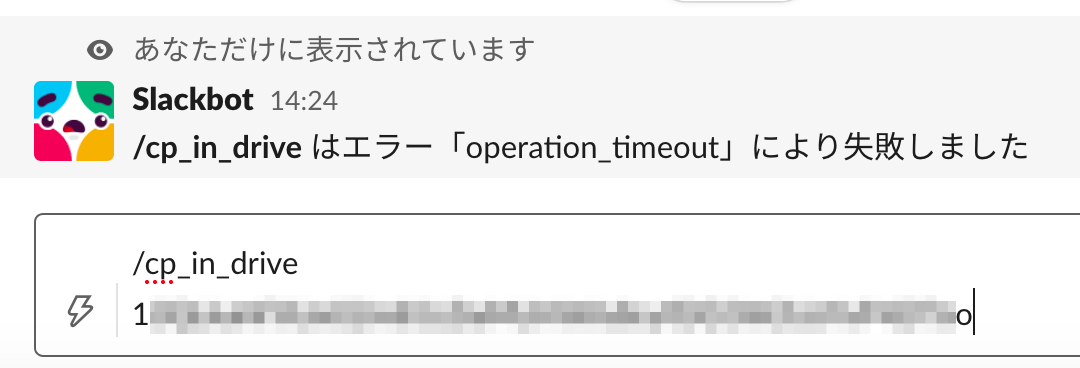 あなただけに表示されています
Slackbot 14:24
/cp_in_drive はエラー「operation_timeout」により失敗しました
/cp_in_drive
1 o